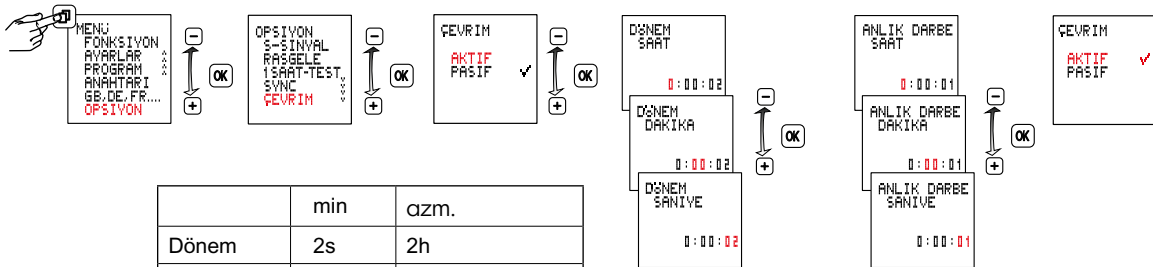 MENÜ
FONKSIYON
AYARLAR
PROGRAM
ANAHTARI
GB,DE,FR....
OPSIYON
OK
OPSIYON
S-SINYAL
RASGELE
1SAAT-TEST
SYNC
ÇEVRIM
OK
ÇEVRIM
AKTIF
PASIF
OK
DÖNEM
SAAT
0:00:02
DÖNEM
DAKIKA
0:00:02
DÖNEM
SANIYE
0:00:02
OK
ANLIK DARBE
SAAT
0:00:01
ANLIK DARBE
DAKIKA
0:00:01
ANLIK DARBE
SANIYE
0:00:01
OK
ÇEVRIM
AKTIF
PASIF
min azm.
Dönem 2s 2h